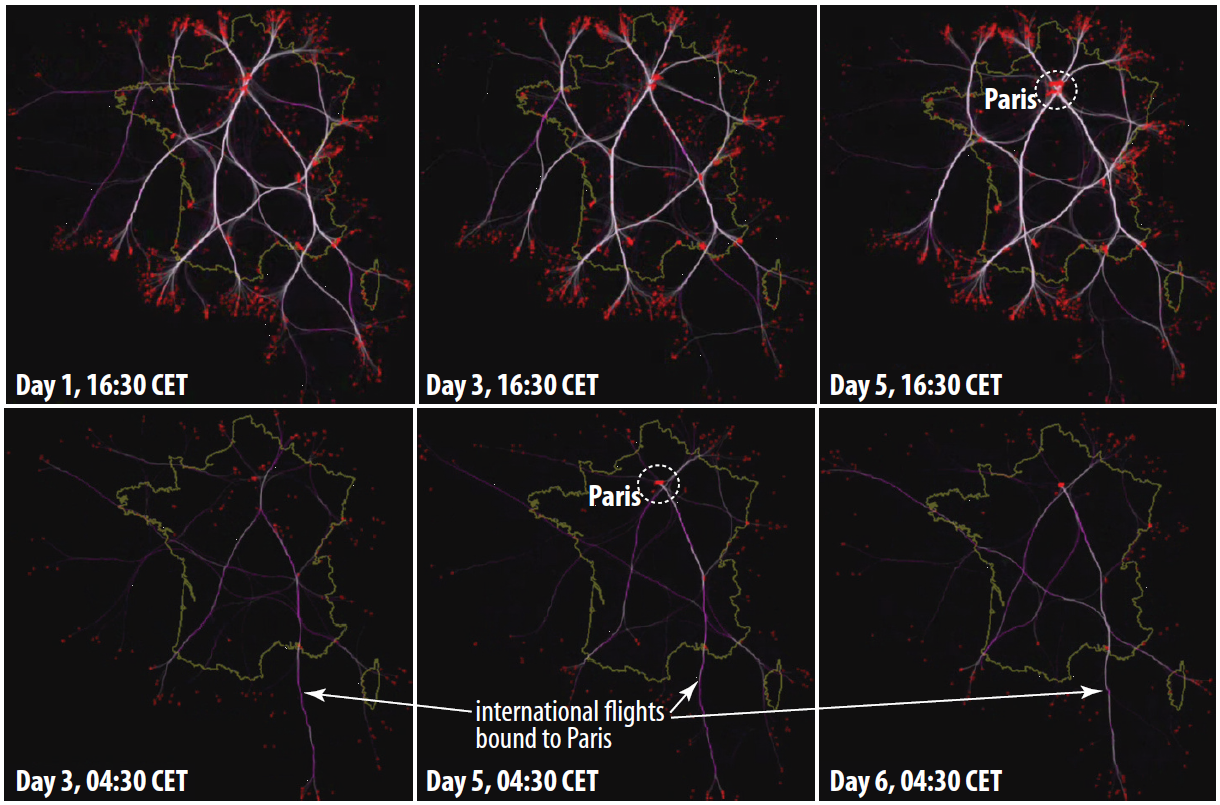 Paris
Day 1, 16:30 CET
Day 3, 16:30 CET
Day 5, 16:30 CET
Paris
international flights
bound to Paris
Day 3, 04:30 CET
Day 5, 04:30 CET
Day 6, 04:30 CET